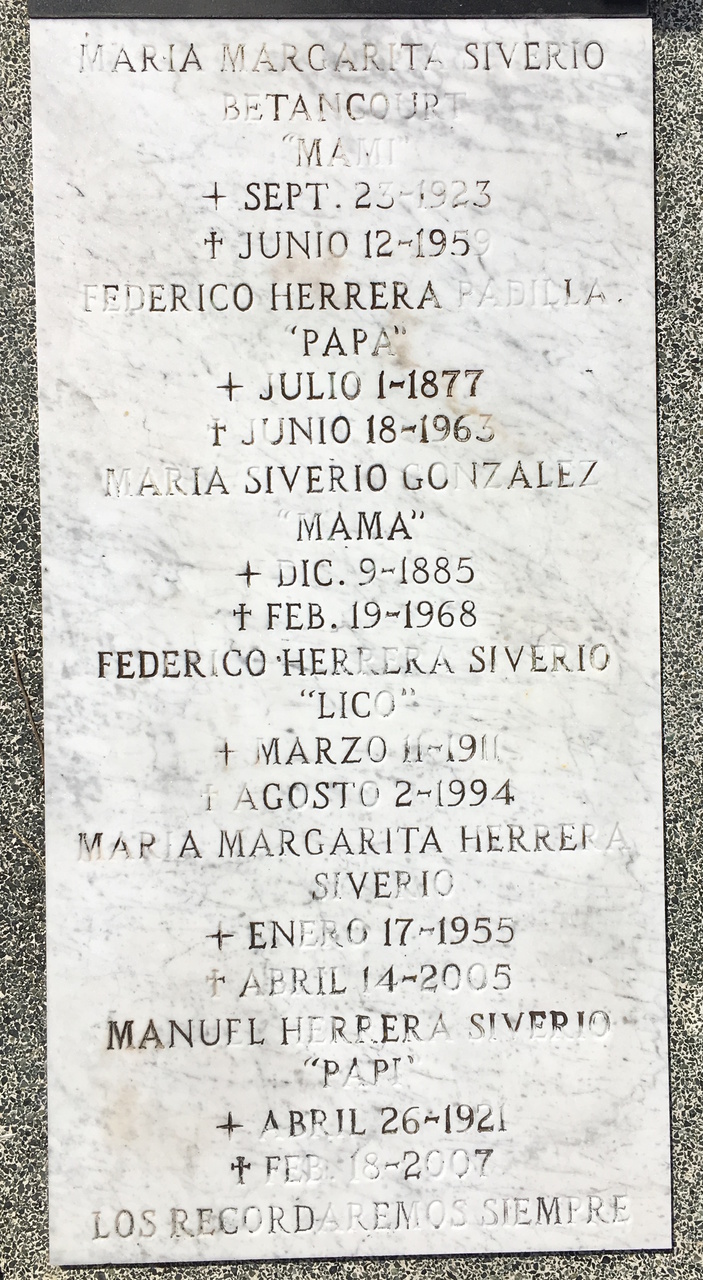 MARIA MARGARITA SIVERIO
BETANCOURT
"MAMI"
+ SEPT. 23-1923
✝ JUNIO 12-1959
FEDERICO HERRERA PADILLA.
"PAPA"
+ JULIO 1-1877
✝ JUNIO 18-1963
MARIA SIVERIO GONZALEZ
"MAMA"
+ DIC. 9-1885
✝ FEB. 19-1968
FEDERICO HERRERA SIVERIO
"LICO"
+ MARZO 11-1911
✝ AGOSTO 2-1994
MARIA MARGARITA HERRERA
SIVERIO
+ ENERO 17-1955
✝ ABRIL 14-2005
MANUEL HERRERA SIVERIO
"PAPI"
+ ABRIL 26-1921
✝ FEB. 18-2007
LOS RECORDAREMOS SIEMPRE